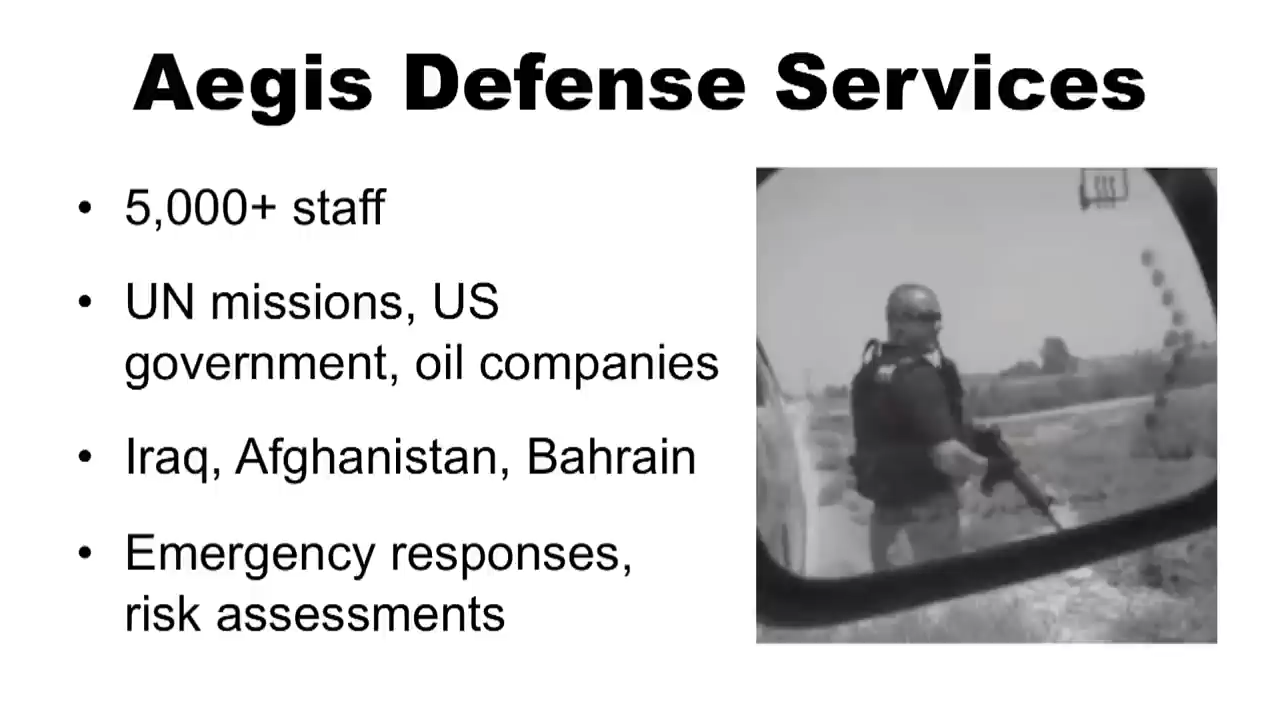 Aegis Defense Services
• 5,000+ staff
• UN missions, US
government, oil companies
• Iraq, Afghanistan, Bahrain
• Emergency responses,
risk assessments